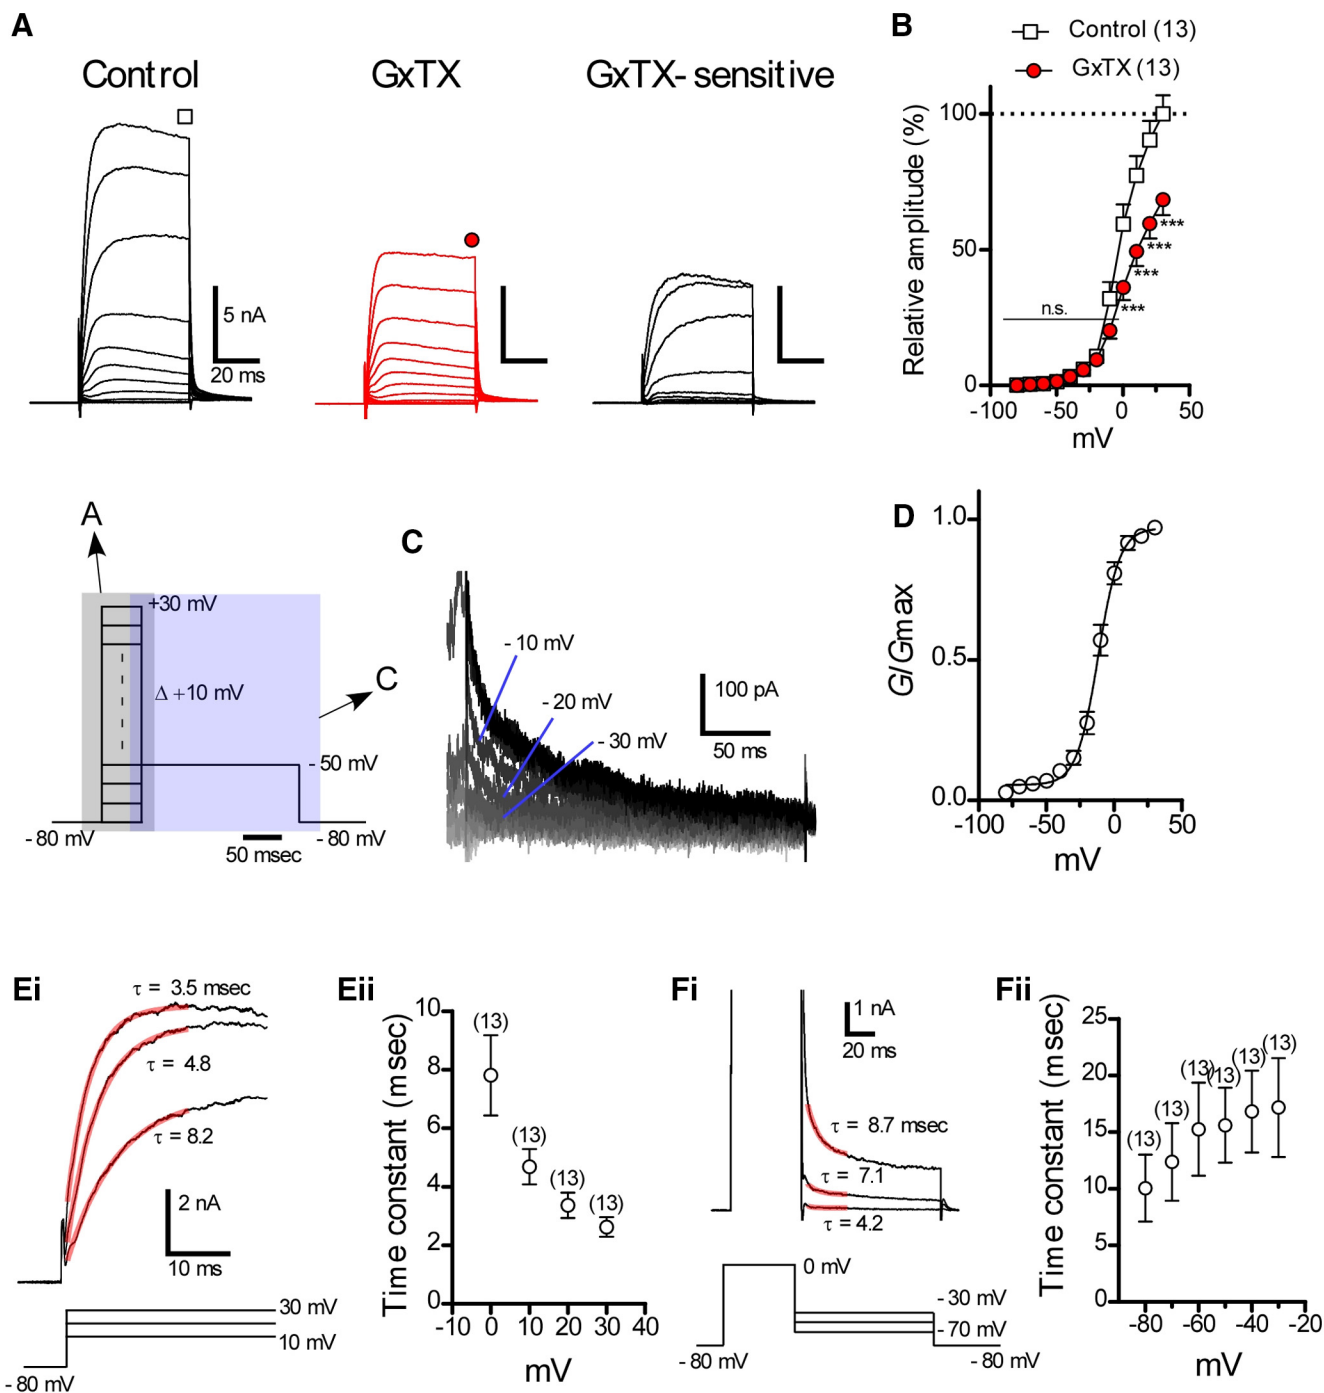 A
Control
GxTX
GxTX-sensitive
5 nA
20 ms
B
Control (13)
GxTX (13)
Relative amplitude (%)
100
50
0
n.s.
***
***
***
***
-100
-50
0
50
mV
A
+30 mV
Δ +10 mV
-50 mV
-80 mV
50 msec
-80 mV
C
C
-10 mV
-20 mV
-30 mV
100 pA
50 ms
D
G/Gmax
1.0
0.5
0.0
-100
-50
0
50
mV
Ei
τ = 3.5 msec
τ = 4.8
τ = 8.2
2 nA
10 ms
30 mV
10 mV
-80 mV
Eii
Time constant (msec)
10
8
6
4
2
0
(13)
(13)
(13)
(13)
-10
0
10
20
30
40
mV
Fi
1 nA
20 ms
τ = 8.7 msec
τ = 7.1
τ = 4.2
0 mV
-30 mV
-70 mV
-80 mV
-80 mV
Fii
Time constant (msec)
25
20
15
10
5
0
(13)
(13)
(13)
(13)
(13)
(13)
-80
-60
-40
-20
mV